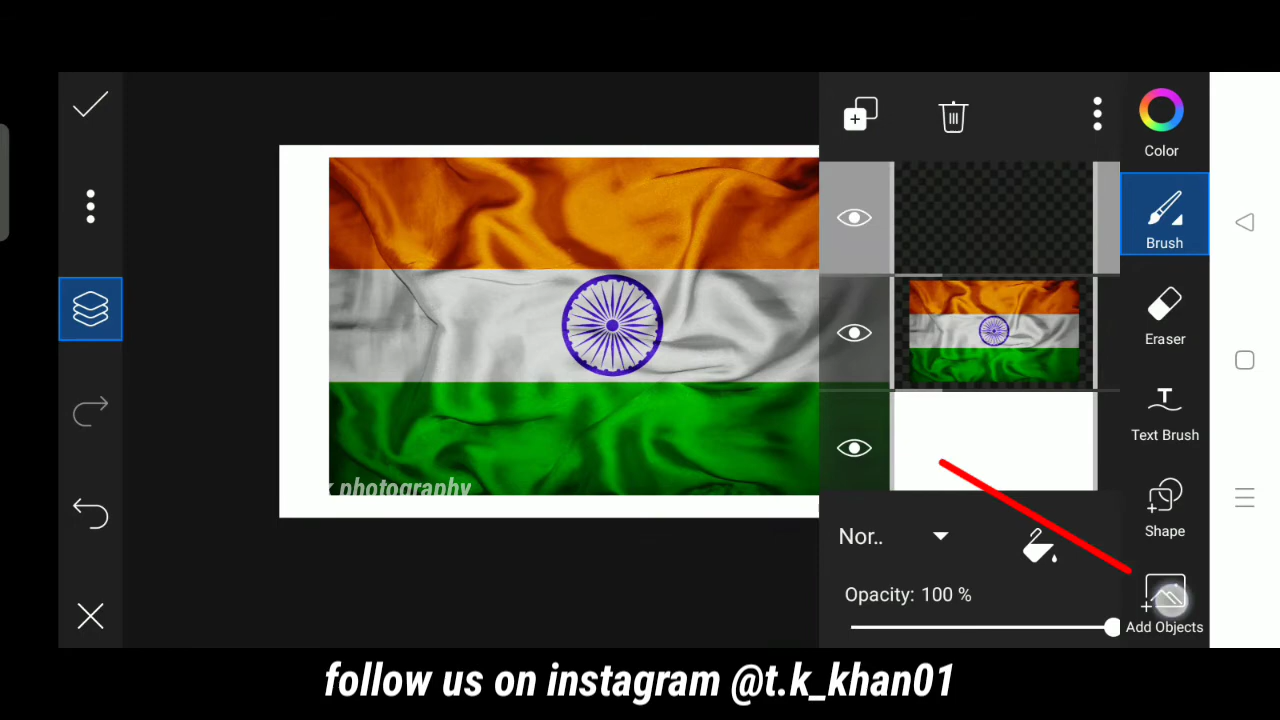 Color
Brush
Eraser
Text Brush
Shape
Add Objects
Nor..
Opacity: 100 %
photography
follow us on instagram @t.k_khan01